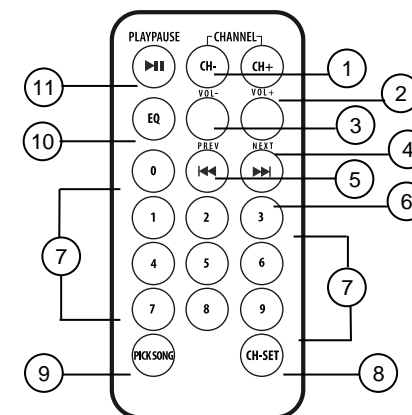 PLAYPAUSE CHANNEL
CH- CH+
1
11
VOL- VOL+
2
EQ
3
10
PREV NEXT
4
0
5
6
1 2 3
7
4 5 6
7
7 8 9
PICK SONG CH-SET
9
8